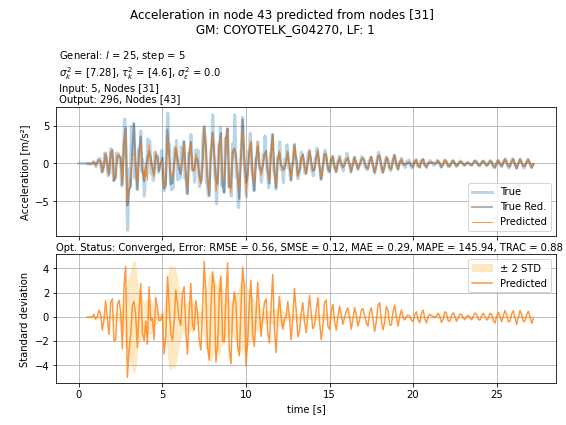 Acceleration in node 43 predicted from nodes [31]
GM: COYOTELK_G04270, LF: 1
General: l = 25, step = 5
σ²ₖ = [7.28], τ²ₖ = [4.6], σ²ₑ = 0.0
Input: 5, Nodes [31]
Output: 296, Nodes [43]
Acceleration [m/s²]
5
0
−5
True
True Red.
Predicted
Opt. Status: Converged, Error: RMSE = 0.56, SMSE = 0.12, MAE = 0.29, MAPE = 145.94, TRAC = 0.88
Standard deviation
4
2
0
−2
−4
± 2 STD
Predicted
0 5 10 15 20 25
time [s]